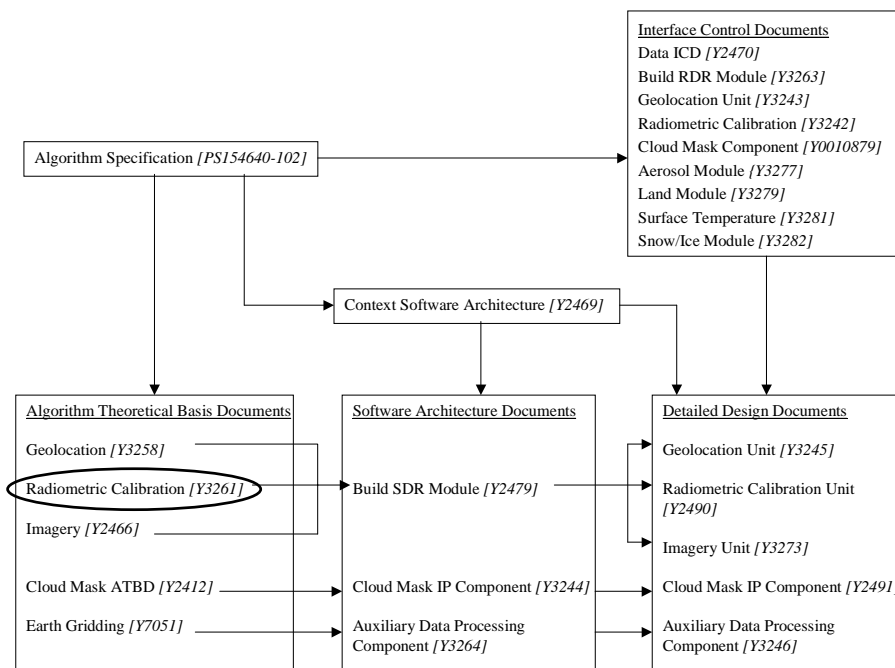 Interface Control Documents
Data ICD [Y2470]
Build RDR Module [Y3263]
Geolocation Unit [Y3243]
Radiometric Calibration [Y3242]
Cloud Mask Component [Y0010879]
Aerosol Module [Y3277]
Land Module [Y3279]
Surface Temperature [Y3281]
Snow/Ice Module [Y3282]
Algorithm Specification [PS154640-102]
Context Software Architecture [Y2469]
Algorithm Theoretical Basis Documents
Geolocation [Y3258]
Radiometric Calibration [Y3261]
Imagery [Y2466]
Cloud Mask ATBD [Y2412]
Earth Gridding [Y7051]
Software Architecture Documents
Build SDR Module [Y2479]
Cloud Mask IP Component [Y3244]
Auxiliary Data Processing
Component [Y3264]
Detailed Design Documents
Geolocation Unit [Y3245]
Radiometric Calibration Unit
[Y2490]
Imagery Unit [Y3273]
Cloud Mask IP Component [Y2491]
Auxiliary Data Processing
Component [Y3246]